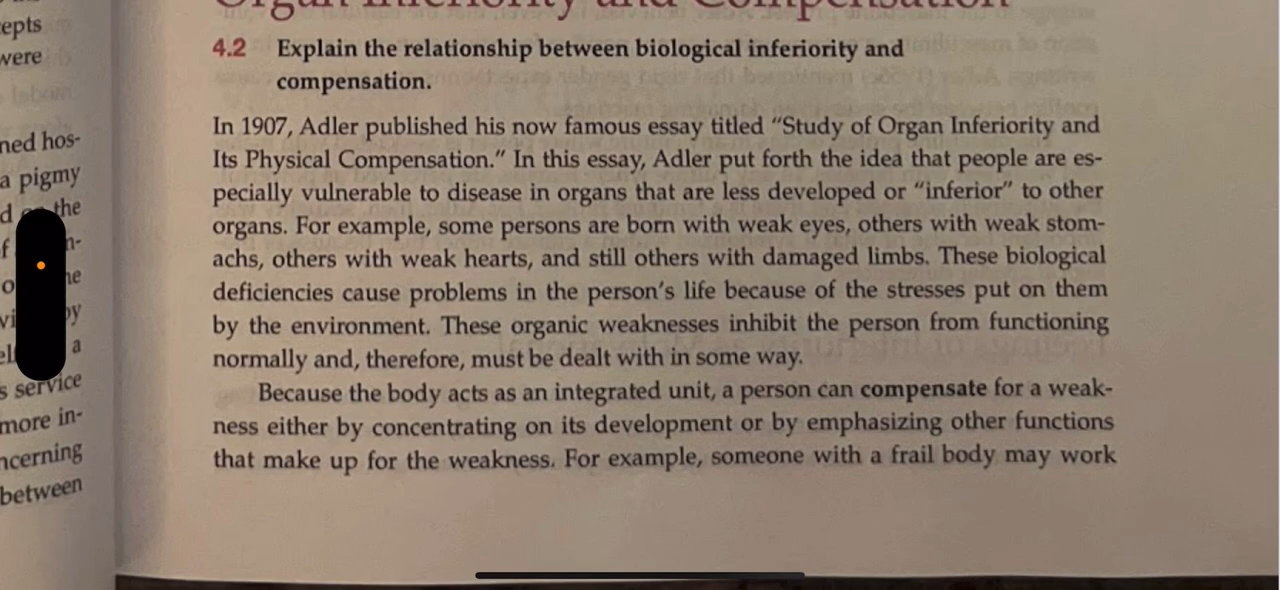 epts
were
ned hos-
a pigmy
the
service
more in-
ncerning
between
Organ Inferiority and Compensation
4.2 Explain the relationship between biological inferiority and
compensation.
In 1907, Adler published his now famous essay titled “Study of Organ Inferiority and
Its Physical Compensation.” In this essay, Adler put forth the idea that people are es-
pecially vulnerable to disease in organs that are less developed or “inferior” to other
organs. For example, some persons are born with weak eyes, others with weak stom-
achs, others with weak hearts, and still others with damaged limbs. These biological
deficiencies cause problems in the person’s life because of the stresses put on them
by the environment. These organic weaknesses inhibit the person from functioning
normally and, therefore, must be dealt with in some way.
Because the body acts as an integrated unit, a person can compensate for a weak-
ness either by concentrating on its development or by emphasizing other functions
that make up for the weakness. For example, someone with a frail body may work